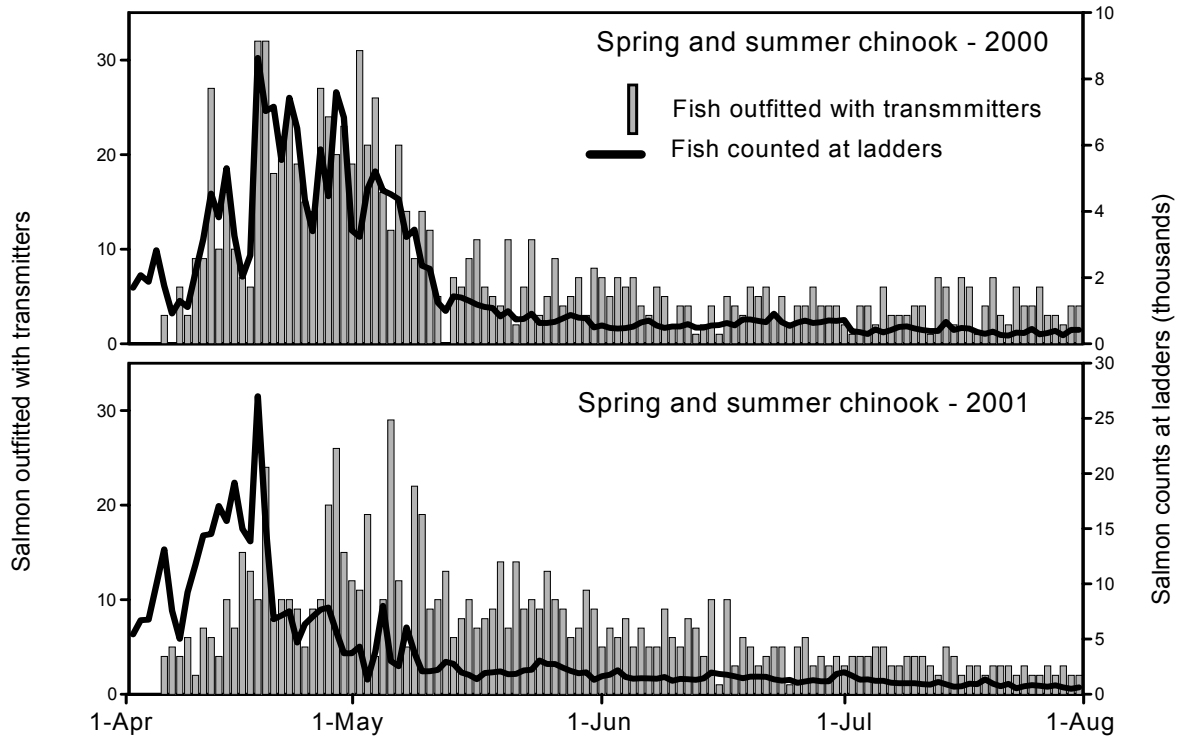 Spring and summer chinook - 2000
Fish outfitted with transmmitters
Fish counted at ladders
30
20
10
0
10
8
6
4
2
0
Spring and summer chinook - 2001
30
20
10
0
30
25
20
15
10
5
0
1-Apr
1-May
1-Jun
1-Jul
1-Aug
Salmon outfitted with transmitters
Salmon counts at ladders (thousands)